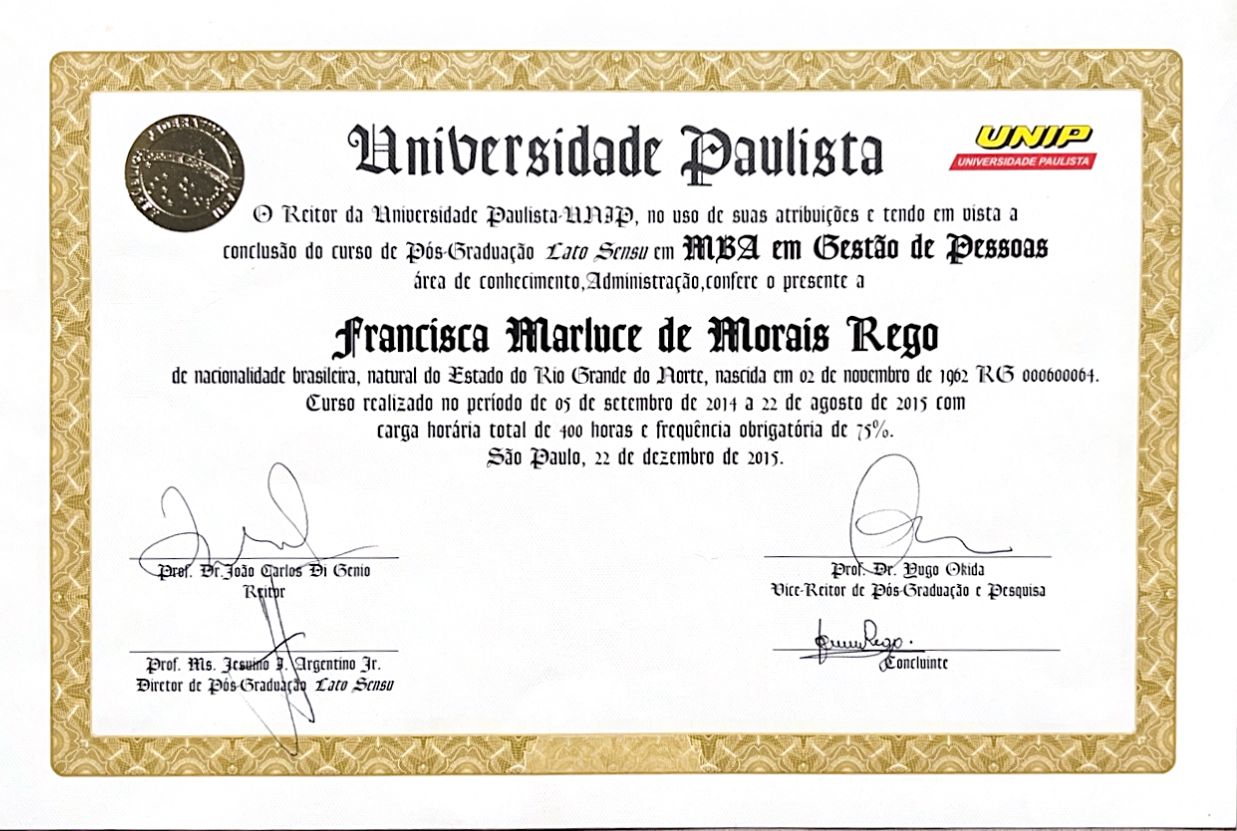 REPÚBLICA FEDERATIVA DO BRASIL
Universidade Paulista
UNIP
UNIVERSIDADE PAULISTA
O Reitor da Universidade Paulista-UNIP, no uso de suas atribuições e tendo em vista a
conclusão do curso de Pós-Graduação Lato Sensu em MBA em Gestão de Pessoas
área de conhecimento,Administração,confere o presente a
Francisca Marluce de Morais Rego
de nacionalidade brasileira, natural do Estado do Rio Grande do Norte, nascida em 02 de novembro de 1962 RG 000600064.
Curso realizado no período de 05 de setembro de 2014 a 22 de agosto de 2015 com
carga horária total de 400 horas e frequência obrigatória de 75%.
São Paulo, 22 de dezembro de 2015.
Prof. Dr.João Carlos Di Genio
Reitor
Prof. Dr. Yugo Okida
Vice-Reitor de Pós-Graduação e Pesquisa
Prof. Ms. Jesuino I. Argentino Jr.
Diretor de Pós-Graduação Lato Sensu
Concluinte